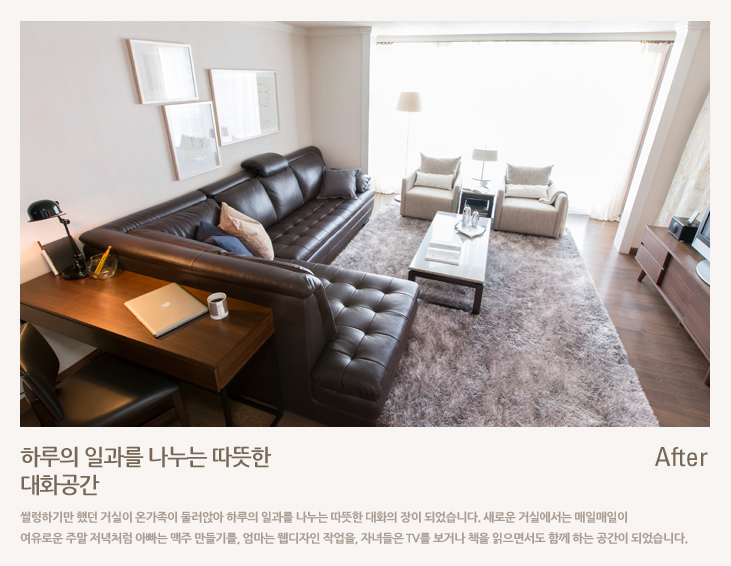 하루의 일과를 나누는 따뜻한
대화공간
After
썰렁하기만 했던 거실이 온가족이 둘러앉아 하루의 일과를 나누는 따뜻한 대화의 장이 되었습니다. 새로운 거실에서는 매일매일이
여유로운 주말 저녁처럼 아빠는 맥주 만들기를, 엄마는 웹디자인 작업을, 자녀들은 TV를 보거나 책을 읽으면서도 함께 하는 공간이 되었습니다.